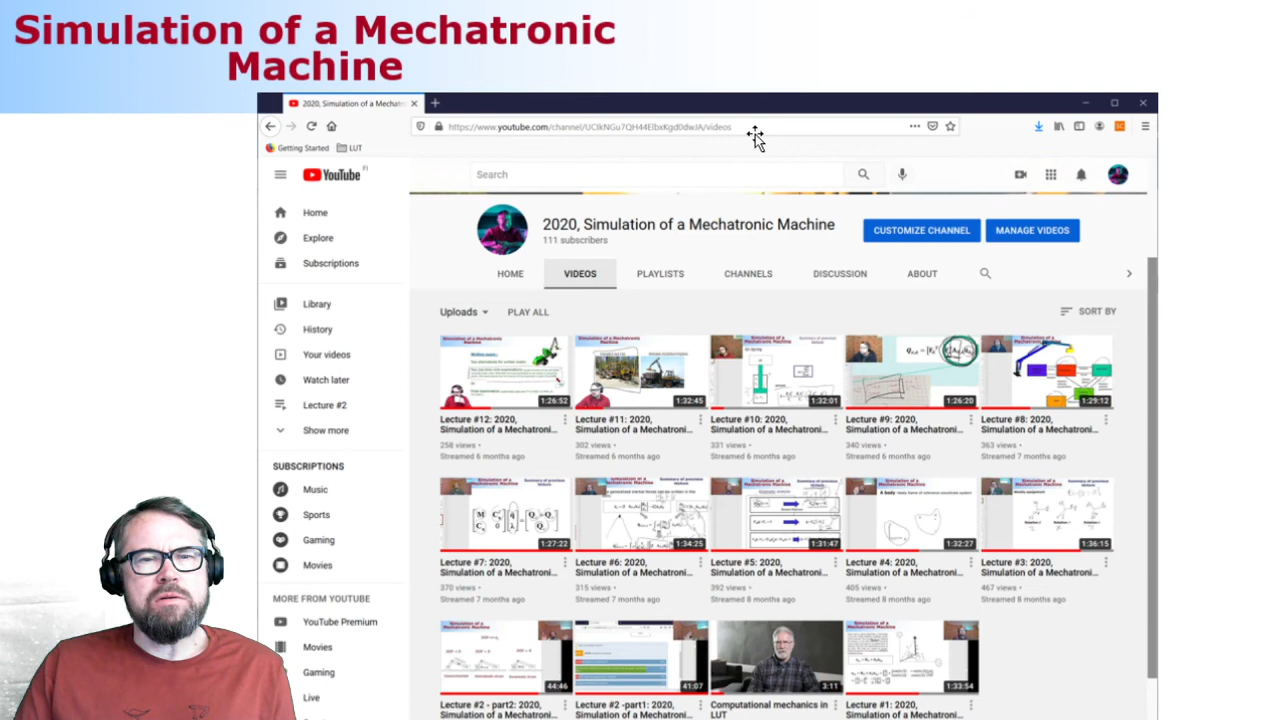 Simulation of a Mechatronic
Machine
2020, Simulation of a Mechatro
https://www.youtube.com/channel/UCIkNGu7QH44ElbxKgd0dwJA/videos
Getting Started
LUT
YouTube FI
Search
Home
Explore
Subscriptions
Library
History
Your videos
Watch later
Lecture #2
Show more
SUBSCRIPTIONS
Music
Sports
Gaming
Movies
MORE FROM YOUTUBE
YouTube Premium
Movies
Gaming
Live
2020, Simulation of a Mechatronic Machine
111 subscribers
CUSTOMIZE CHANNEL
MANAGE VIDEOS
HOME VIDEOS PLAYLISTS CHANNELS DISCUSSION ABOUT
Uploads PLAY ALL SORT BY
1:26:52 1:32:45 1:32:01 1:26:20 1:29:12
Lecture #12: 2020, Lecture #11: 2020, Lecture #10: 2020, Lecture #9: 2020, Lecture #8: 2020,
Simulation of a Mechatroni... Simulation of a Mechatroni... Simulation of a Mechatroni... Simulation of a Mechatroni... Simulation of a Mechatroni...
258 views • 302 views • 331 views • 340 views • 363 views •
Streamed 6 months ago Streamed 6 months ago Streamed 6 months ago Streamed 6 months ago Streamed 7 months ago
1:27:22 1:34:25 1:31:47 1:32:27 1:36:15
Lecture #7: 2020, Lecture #6: 2020, Lecture #5: 2020, Lecture #4: 2020, Lecture #3: 2020,
Simulation of a Mechatroni... Simulation of a Mechatroni... Simulation of a Mechatroni... Simulation of a Mechatroni... Simulation of a Mechatroni...
370 views • 315 views • 392 views • 405 views • 467 views •
Streamed 7 months ago Streamed 7 months ago Streamed 8 months ago Streamed 8 months ago Streamed 8 months ago
44:46 41:07 3:11 1:33:54
Lecture #2 - part2: 2020, Lecture #2 -part1: 2020, Computational mechanics in Lecture #1: 2020,
Simulation of a Mechatroni... Simulation of a Mechatroni... LUT Simulation of a Mechatroni...